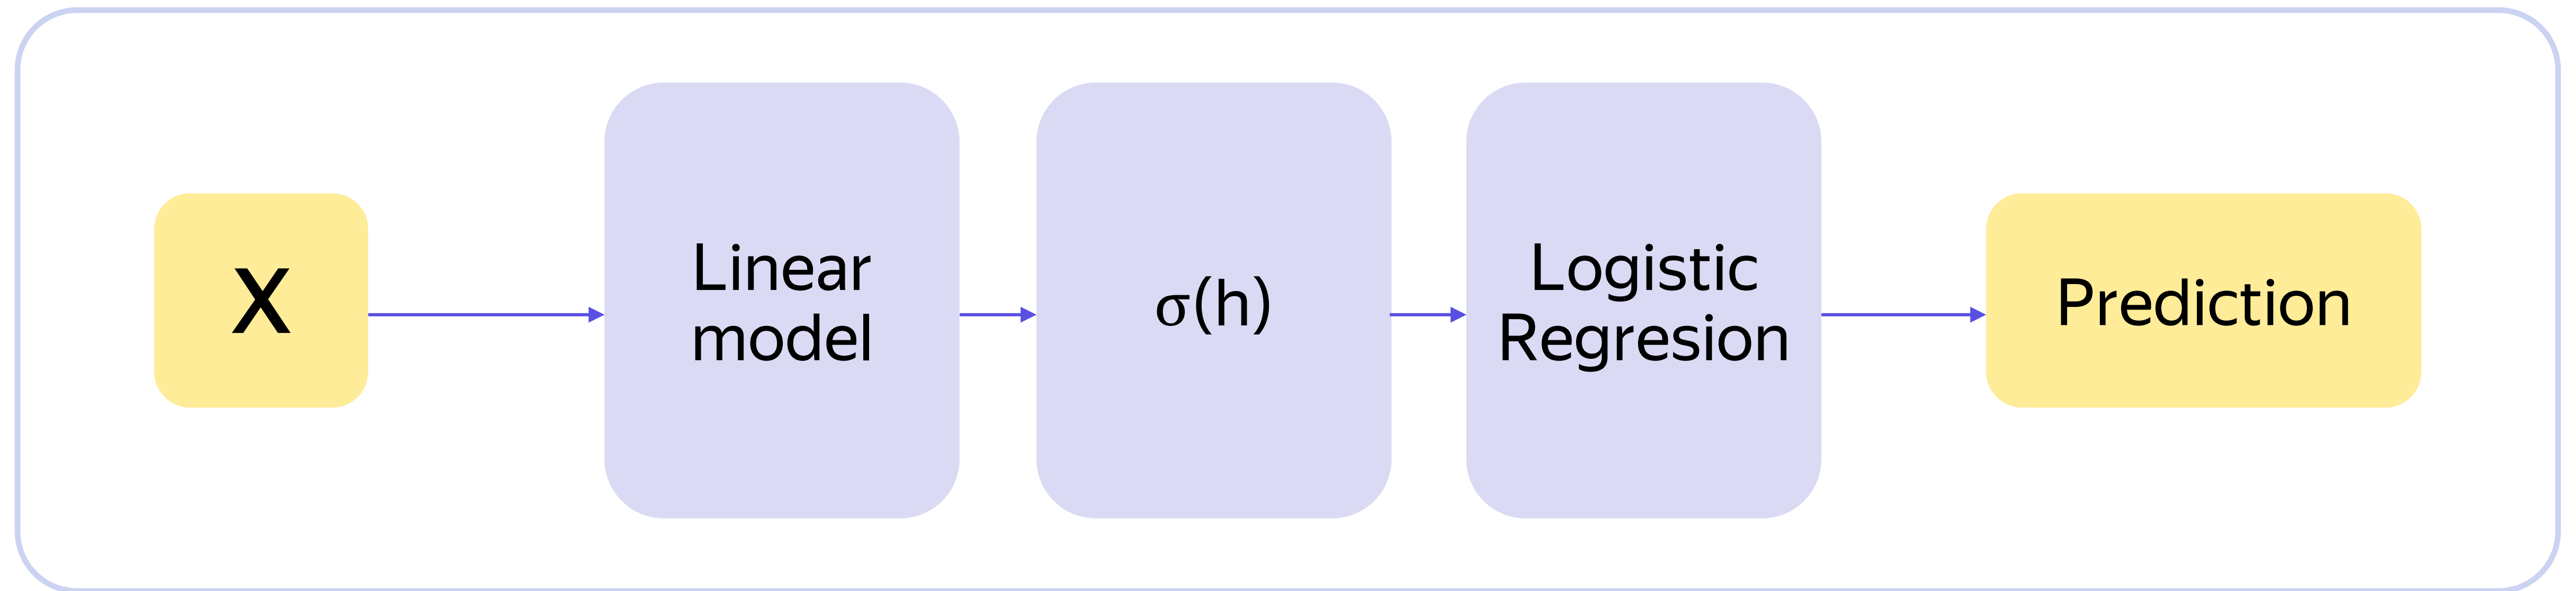 X
Linear
model
σ(h)
Logistic
Regresion
Prediction